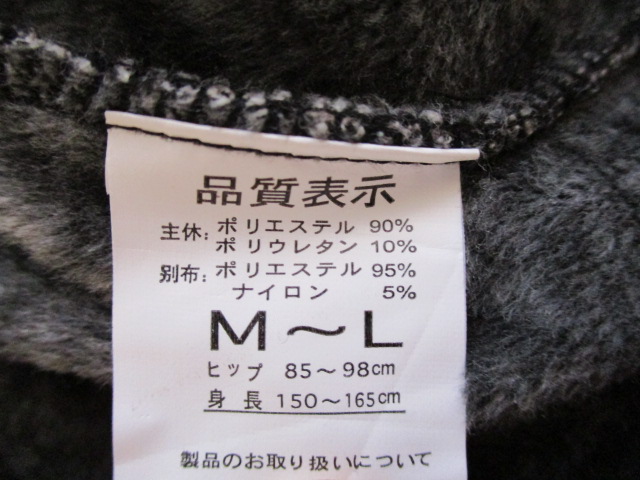 品質表示
主休: ポリエステル 90%
ポリウレタン 10%
別布: ポリエステル 95%
ナイロン 5%
M～L
ヒップ 85～98cm
身長 150～165cm
製品のお取り扱いについて